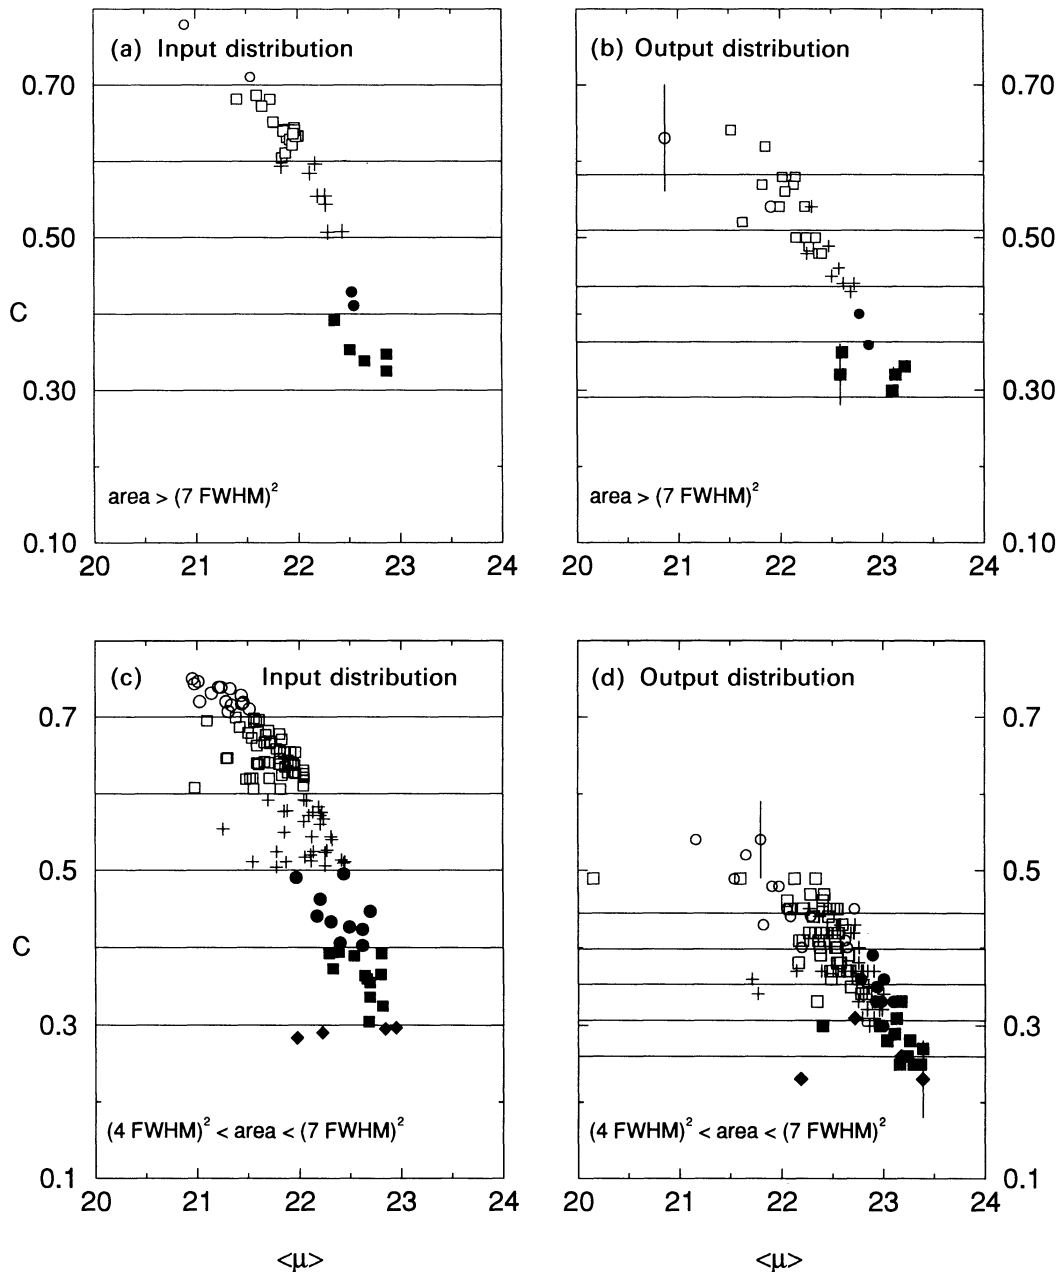 (a) Input distribution
(b) Output distribution
0.70
0.70
0.50
0.50
C
0.30
0.30
area > (7 FWHM)²
area > (7 FWHM)²
0.10
0.10
20 21 22 23 24
20 21 22 23 24
(c) Input distribution
(d) Output distribution
0.7
0.7
0.5
0.5
C
0.3
0.3
(4 FWHM)² < area < (7 FWHM)²
(4 FWHM)² < area < (7 FWHM)²
0.1
0.1
20 21 22 23 24
20 21 22 23 24
<μ>
<μ>